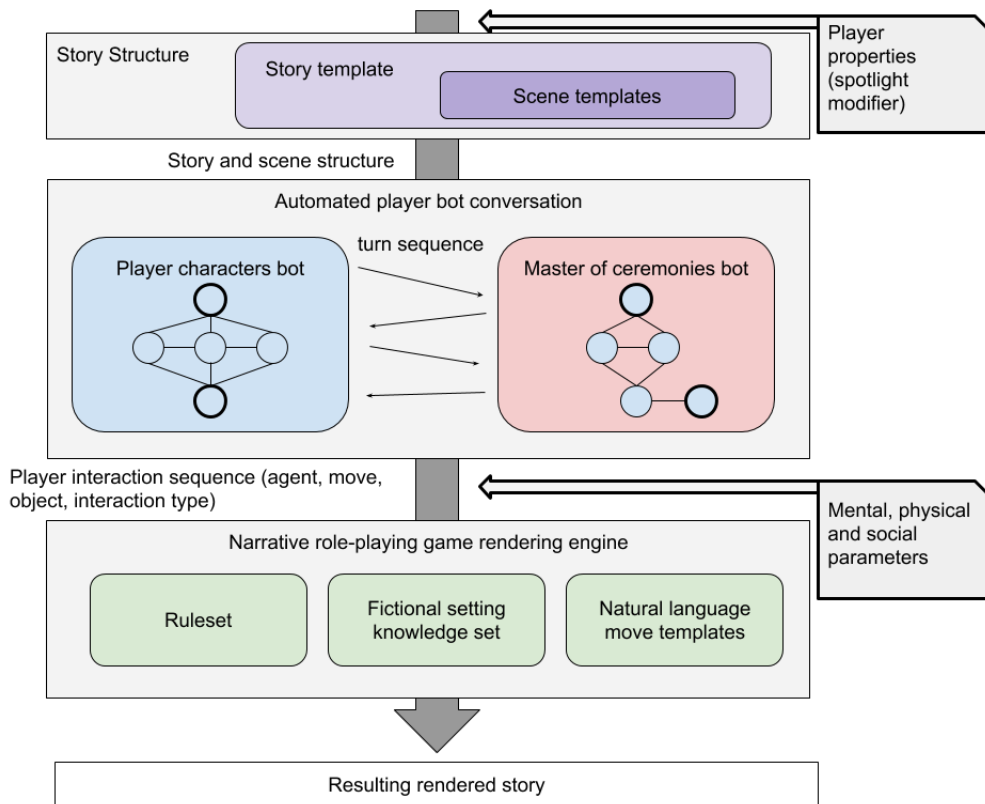 Story Structure
Story template
Scene templates
Player
properties
(spotlight
modifier)
Story and scene structure
Automated player bot conversation
turn sequence
Player characters bot
Master of ceremonies bot
Player interaction sequence (agent, move,
object, interaction type)
Mental, physical
and social
parameters
Narrative role-playing game rendering engine
Ruleset
Fictional setting
knowledge set
Natural language
move templates
Resulting rendered story